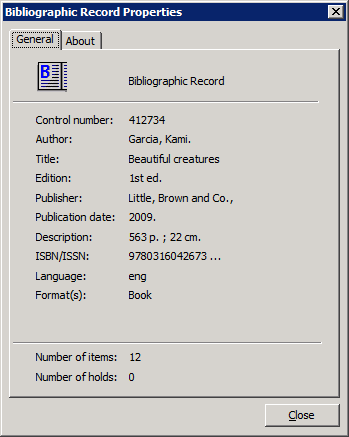 Bibliographic Record Properties
General About
B
Bibliographic Record
Control number: 412734
Author: Garcia, Kami.
Title: Beautiful creatures
Edition: 1st ed.
Publisher: Little, Brown and Co.,
Publication date: 2009.
Description: 563 p. ; 22 cm.
ISBN/ISSN: 9780316042673 ...
Language: eng
Format(s): Book
Number of items: 12
Number of holds: 0
Close